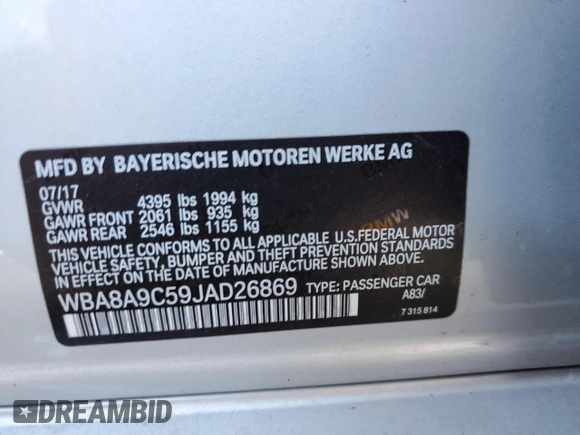 MFD BY BAYERISCHE MOTOREN WERKE AG
07/17
GVWR 4395 lbs 1994 kg
GAWR FRONT 2061 lbs 935 kg
GAWR REAR 2546 lbs 1155 kg
THIS VEHICLE CONFORMS TO ALL APPLICABLE U.S. FEDERAL MOTOR
VEHICLE SAFETY, BUMPER AND THEFT PREVENTION STANDARDS
IN EFFECT ON THE DATE OF MANUFACTURE SHOWN ABOVE.
WBA8A9C59JAD26869 TYPE: PASSENGER CAR
A83/
7 315 814
BMW
DREAMBID